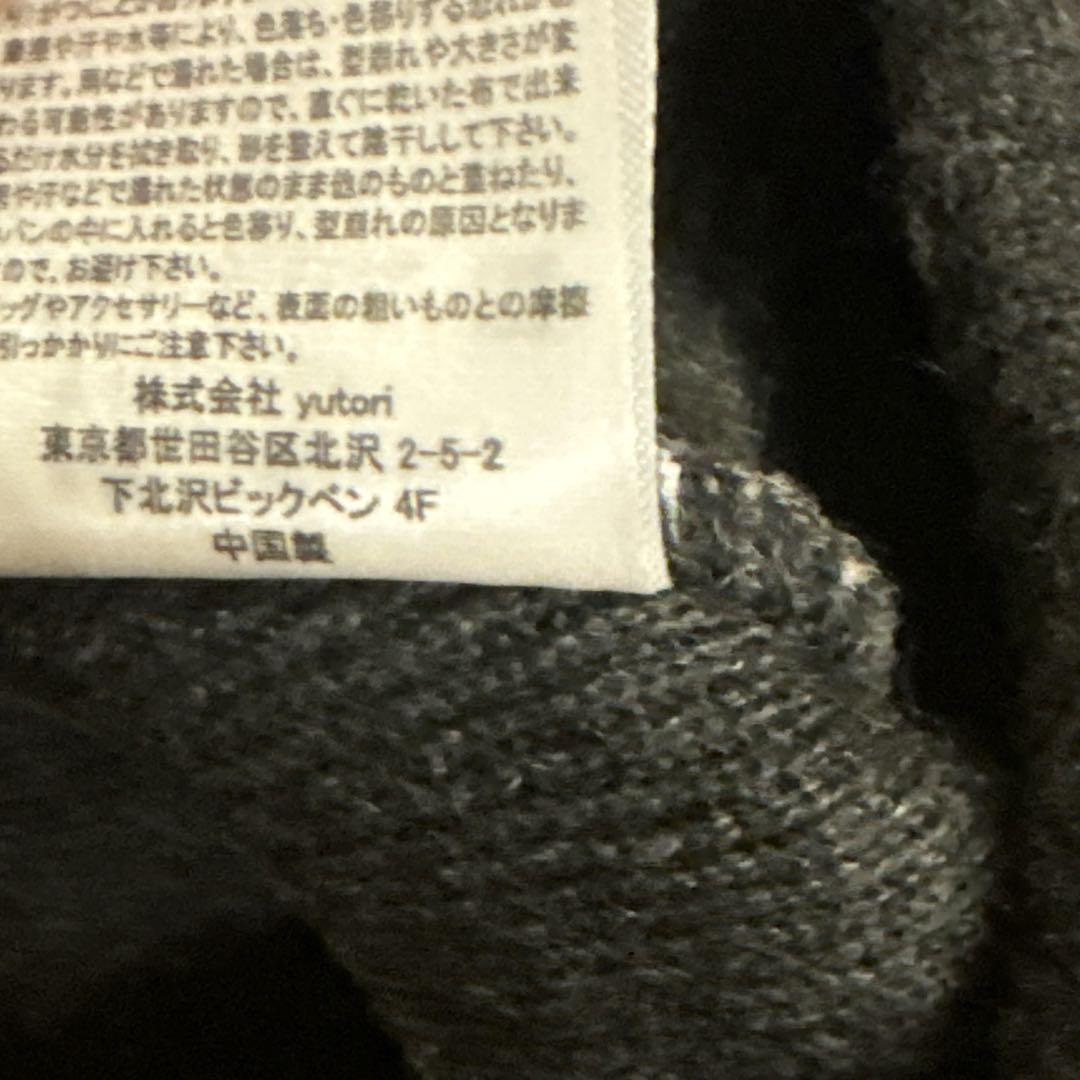 摩擦や汗や水等により、色落ち・色移りする恐れがあ
ります。雨などで濡れた場合は、型崩れや大きさが変
わる可能性がありますので、直ぐに乾いた布で出来
るだけ水分を拭き取り、形を整えて陰干しして下さい。
汗などで濡れた状態のまま他のものと重ねたり、
の中に入れると色移り、型崩れの原因となりま
ので、お避け下さい。
ッグやアクセサリーなど、表面の粗いものとの摩擦
引っかかりにご注意下さい。
株式会社 yutori
東京都世田谷区北沢 2-5-2
下北沢ビックベン 4F
中国製